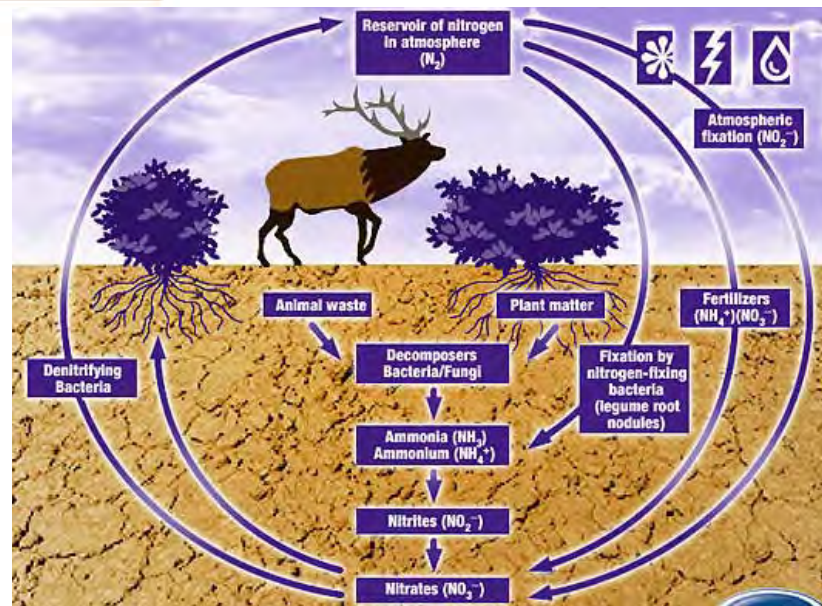 Reservoir of nitrogen
in atmosphere
(N₂)
Atmospheric
fixation (NO₂⁻)
Animal waste
Plant matter
Fertilizers
(NH₄⁺)(NO₃⁻)
Decomposers
Bacteria/Fungi
Fixation by
nitrogen-fixing
bacteria
(legume root
nodules)
Denitrifying
Bacteria
Ammonia (NH₃)
Ammonium (NH₄⁺)
Nitrites (NO₂⁻)
Nitrates (NO₃⁻)